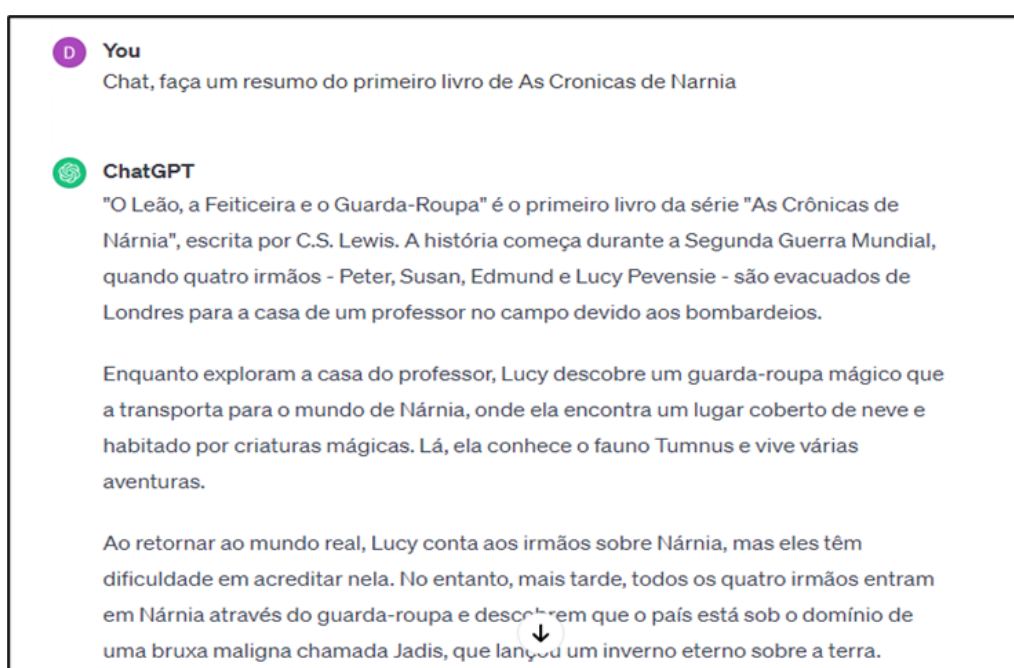 D
You
Chat, faça um resumo do primeiro livro de As Cronicas de Narnia
ChatGPT
"O Leão, a Feiticeira e o Guarda-Roupa" é o primeiro livro da série "As Crônicas de
Nárnia", escrita por C.S. Lewis. A história começa durante a Segunda Guerra Mundial,
quando quatro irmãos - Peter, Susan, Edmund e Lucy Pevensie - são evacuados de
Londres para a casa de um professor no campo devido aos bombardeios.
Enquanto exploram a casa do professor, Lucy descobre um guarda-roupa mágico que
a transporta para o mundo de Nárnia, onde ela encontra um lugar coberto de neve e
habitado por criaturas mágicas. Lá, ela conhece o fauno Tumnus e vive várias
aventuras.
Ao retornar ao mundo real, Lucy conta aos irmãos sobre Nárnia, mas eles têm
dificuldade em acreditar nela. No entanto, mais tarde, todos os quatro irmãos entram
em Nárnia através do guarda-roupa e descobrem que o país está sob o domínio de
uma bruxa maligna chamada Jadis, que lançou um inverno eterno sobre a terra.